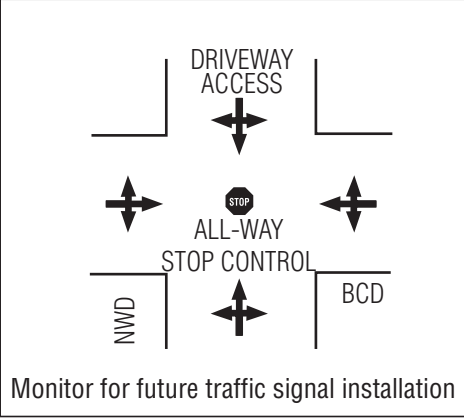 DRIVEWAY
ACCESS
STOP
ALL-WAY
STOP CONTROL
NWD
BCD
Monitor for future traffic signal installation